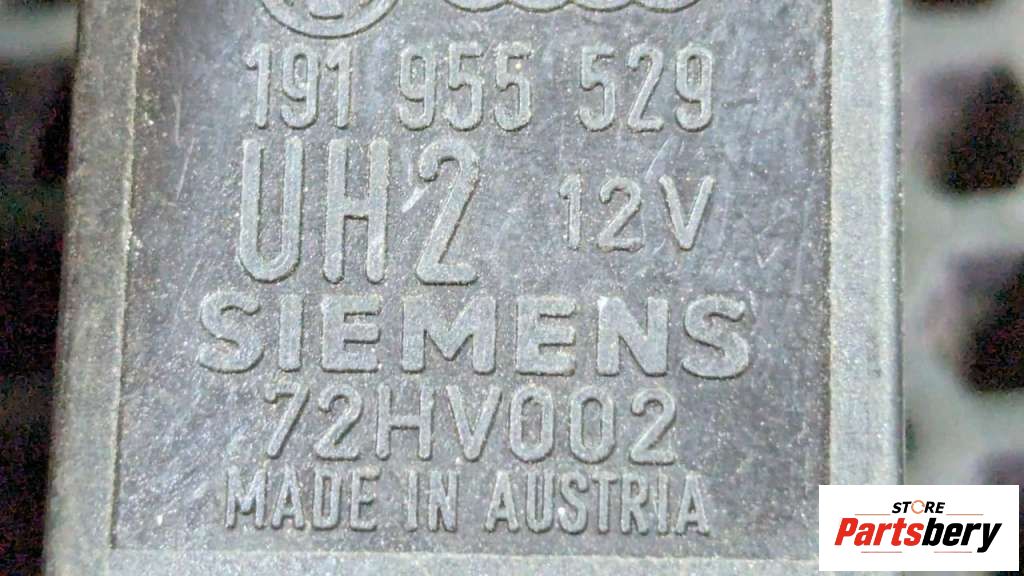 191 955 529
UH2 12V
SIEMENS
72HV002
MADE IN AUSTRIA
STORE
Partsbery